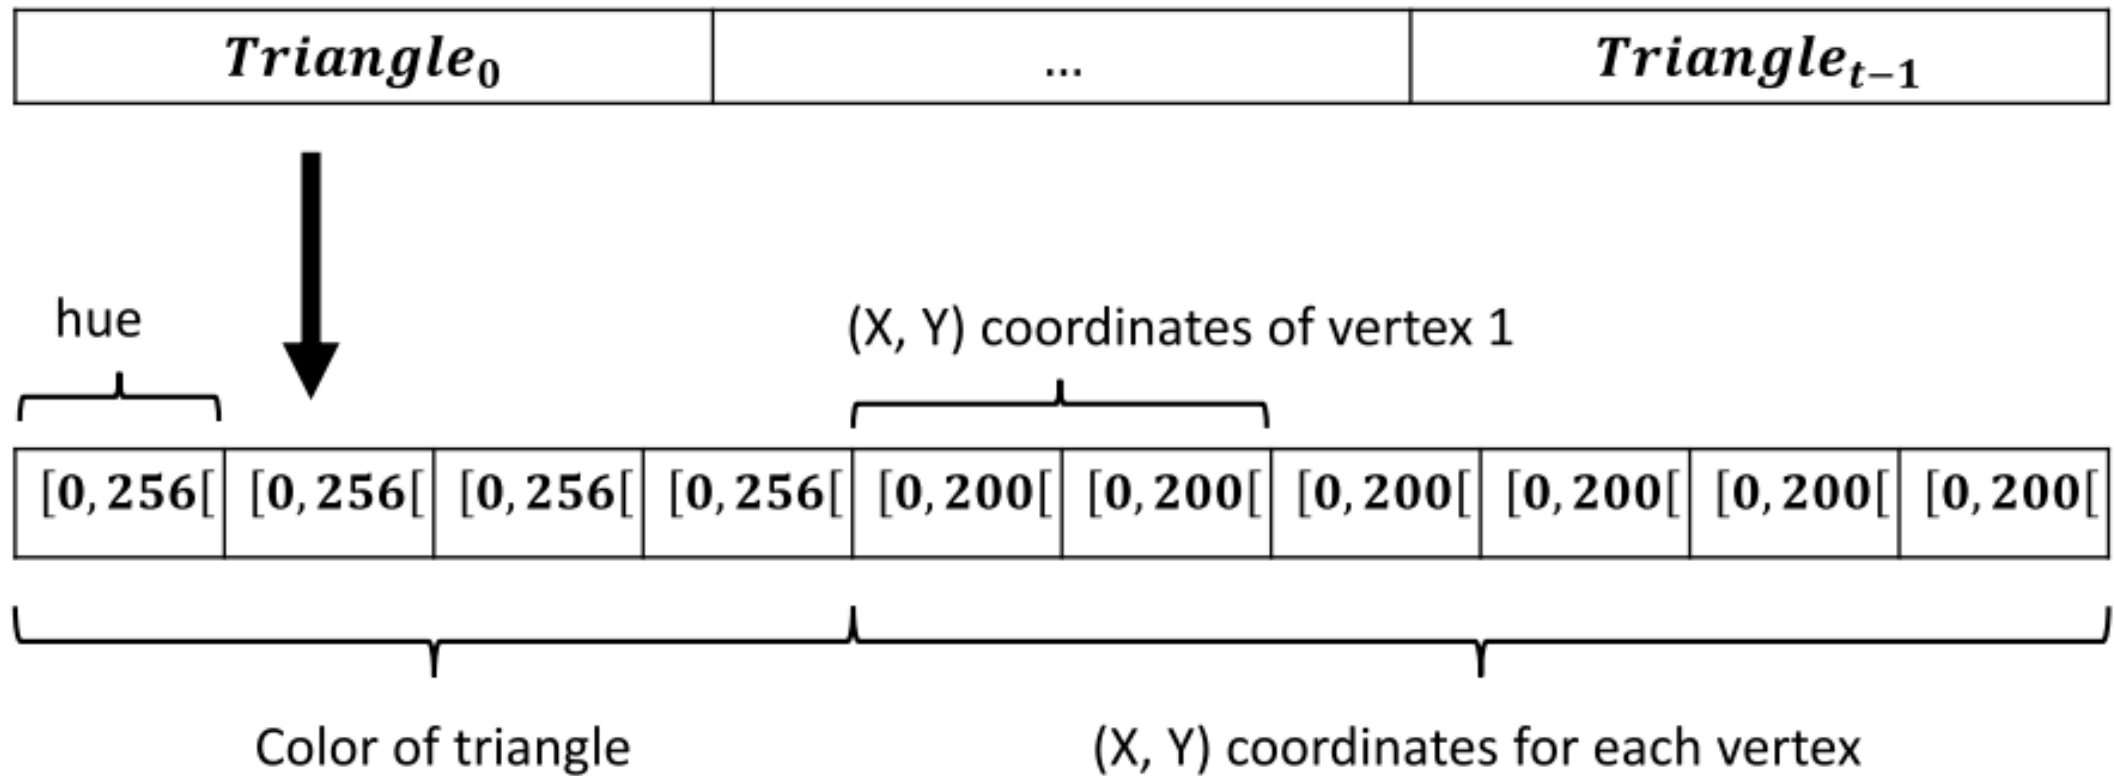 Triangle₀ ... Triangleₜ₋₁
hue
(X, Y) coordinates of vertex 1
[0, 256[ [0, 256[ [0, 256[ [0, 256[ [0, 200[ [0, 200[ [0, 200[ [0, 200[ [0, 200[ [0, 200[
Color of triangle
(X, Y) coordinates for each vertex